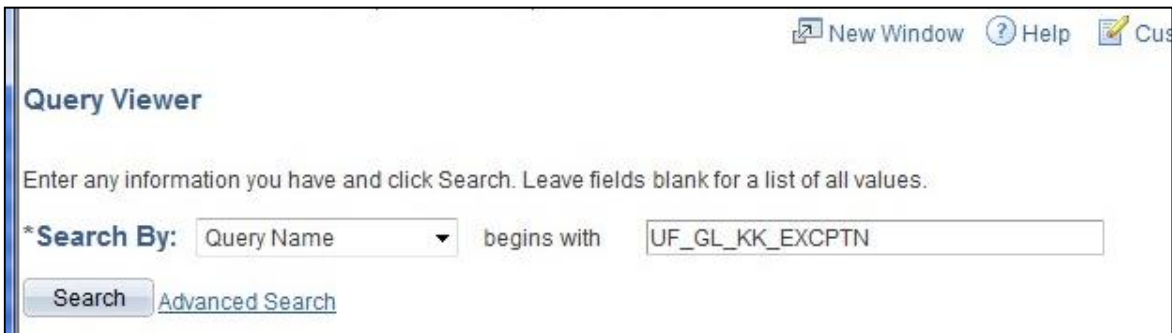 New Window Help Cus
Query Viewer
Enter any information you have and click Search. Leave fields blank for a list of all values.
*Search By: Query Name begins with UF_GL_KK_EXCPTN
Search Advanced Search